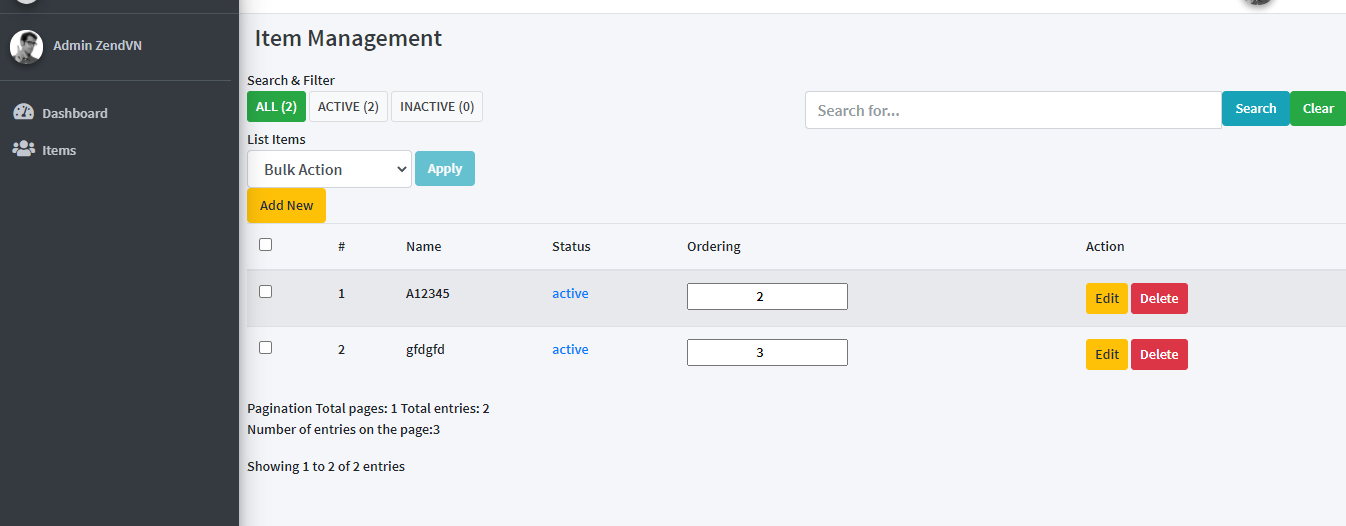 Admin ZendVN
Dashboard
Items
Item Management
Search & Filter
ALL (2) ACTIVE (2) INACTIVE (0)
Search for... Search Clear
List Items
Bulk Action Apply
Add New
# Name Status Ordering Action
1 A12345 active 2 Edit Delete
2 gfdgfd active 3 Edit Delete
Pagination Total pages: 1 Total entries: 2
Number of entries on the page:3
Showing 1 to 2 of 2 entries